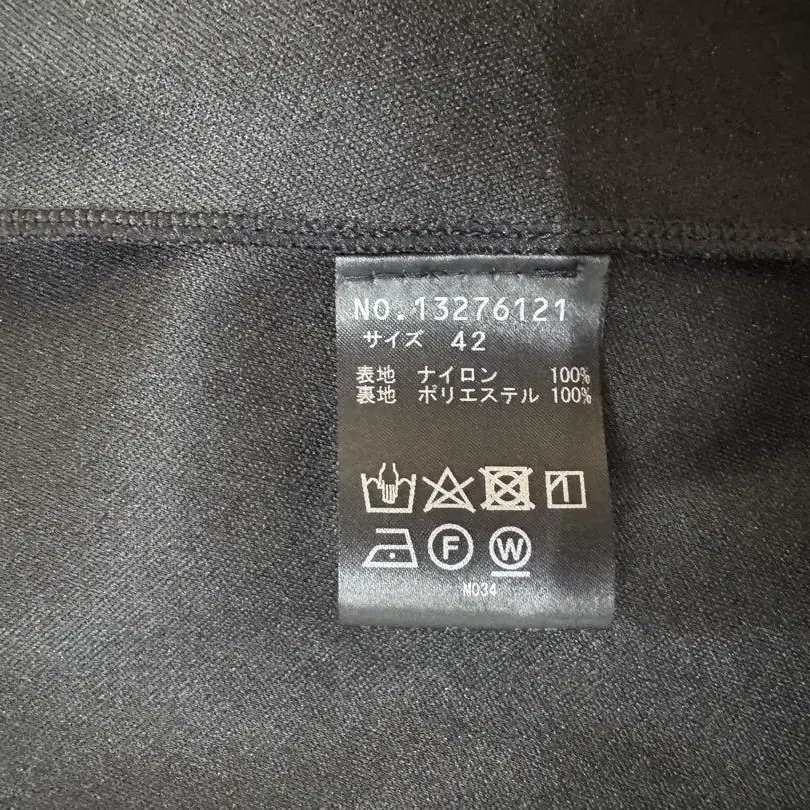 NO.13276121
サイズ 42
表地 ナイロン 100%
裏地 ポリエステル 100%
F W
N034